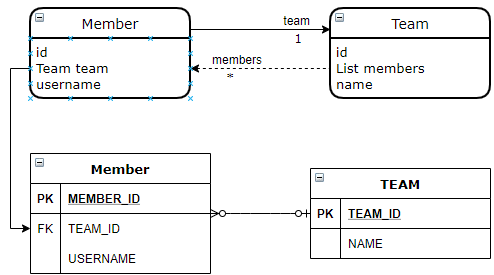 Member
team
Team
1
id
Team team
username
members
*
id
List members
name
Member
PK
MEMBER_ID
FK
TEAM_ID
USERNAME
TEAM
PK
TEAM_ID
NAME